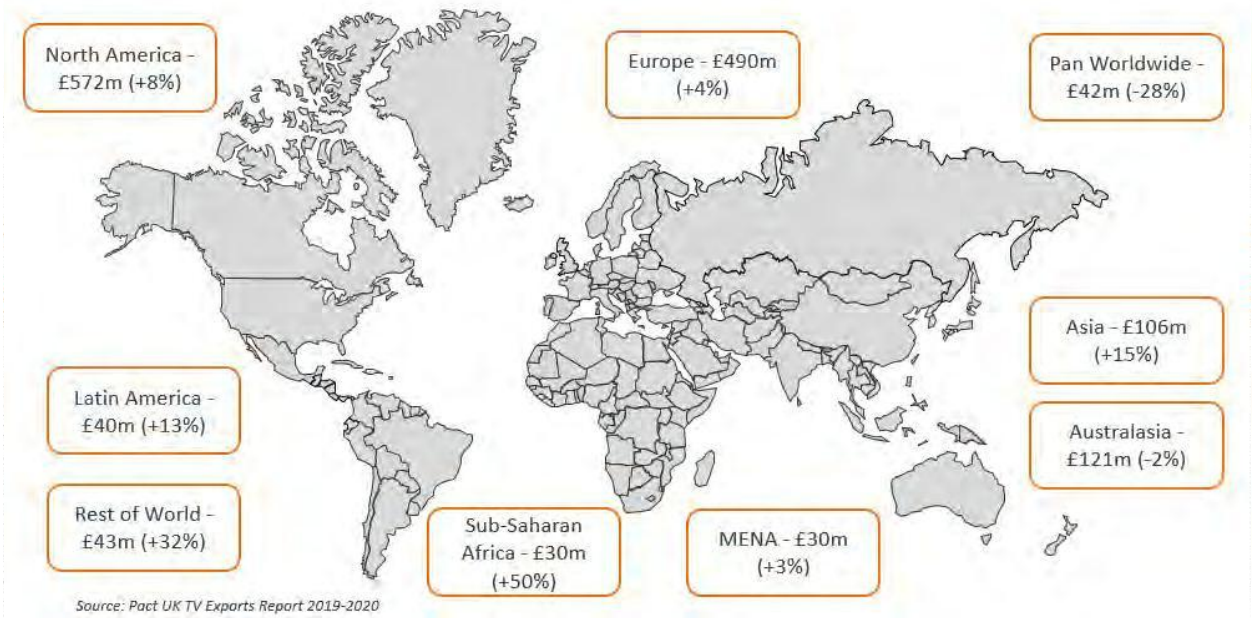 North America -
£572m (+8%)
Europe - £490m
(+4%)
Pan Worldwide -
£42m (-28%)
Asia - £106m
(+15%)
Latin America -
£40m (+13%)
Australasia -
£121m (-2%)
Rest of World -
£43m (+32%)
Sub-Saharan
Africa - £30m
(+50%)
MENA - £30m
(+3%)
Source: Pact UK TV Exports Report 2019-2020